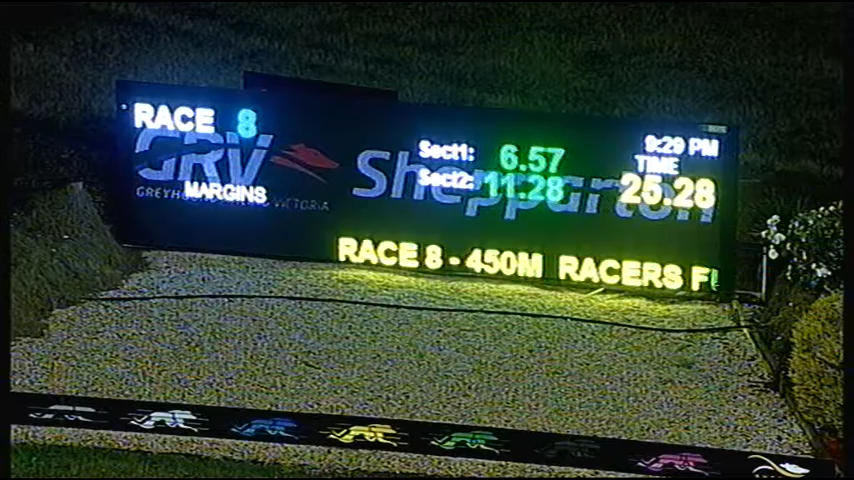 RACE 8
GRV
GREYHOUND RACING VICTORIA
MARGINS
Shepparton
Sect1: 6.57
Sect2: 11.28
9:29 PM
TIME
25.28
RACE 8 - 450M RACERS F